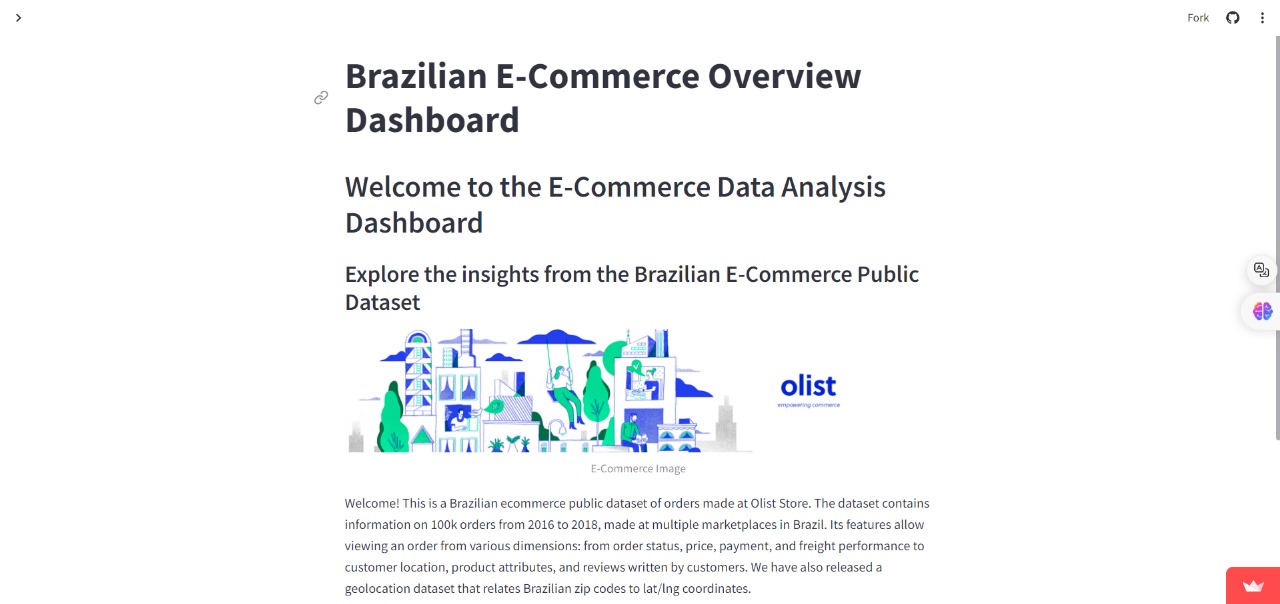 Fork
Brazilian E-Commerce Overview
Dashboard
Welcome to the E-Commerce Data Analysis
Dashboard
Explore the insights from the Brazilian E-Commerce Public
Dataset
olist
empowering commerce
E-Commerce Image
Welcome! This is a Brazilian ecommerce public dataset of orders made at Olist Store. The dataset contains
information on 100k orders from 2016 to 2018, made at multiple marketplaces in Brazil. Its features allow
viewing an order from various dimensions: from order status, price, payment, and freight performance to
customer location, product attributes, and reviews written by customers. We have also released a
geolocation dataset that relates Brazilian zip codes to lat/lng coordinates.